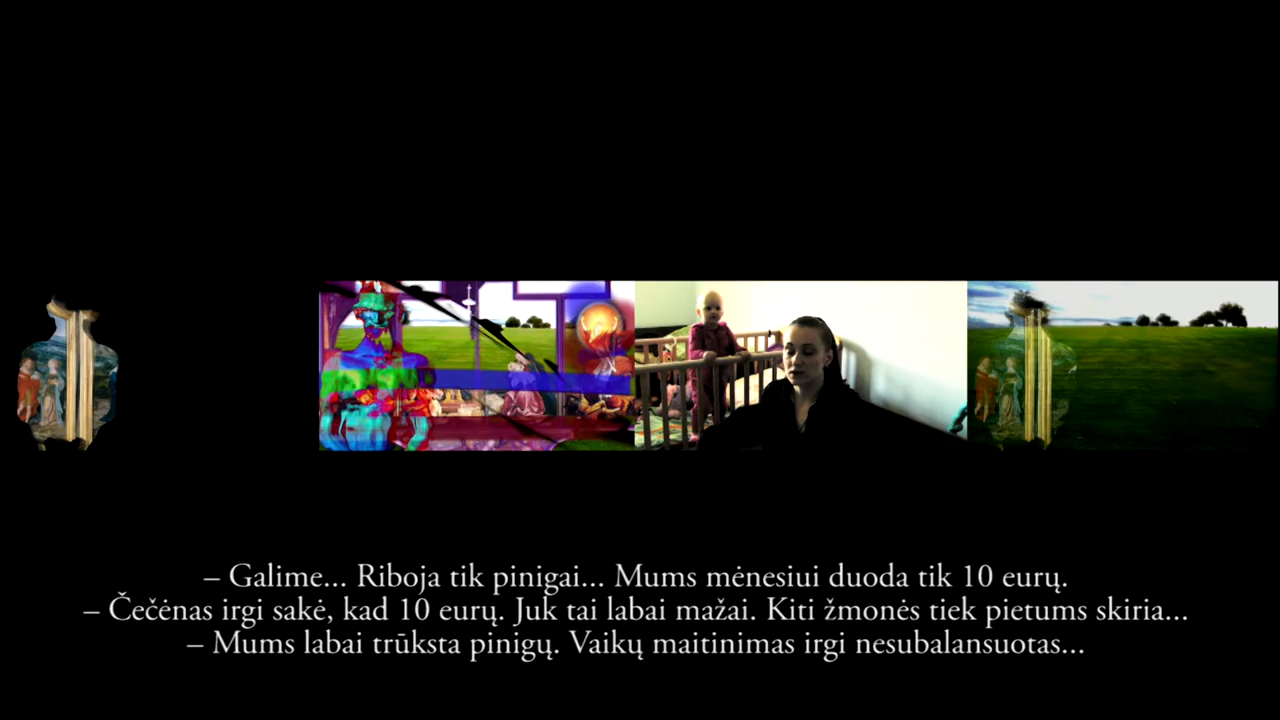 – Galime... Riboja tik pinigai... Mums mėnesiui duoda tik 10 eurų.
– Čečėnas irgi sakė, kad 10 eurų. Juk tai labai mažai. Kiti žmonės tiek pietums skiria...
– Mums labai trūksta pinigų. Vaikų maitinimas irgi nesubalansuotas...